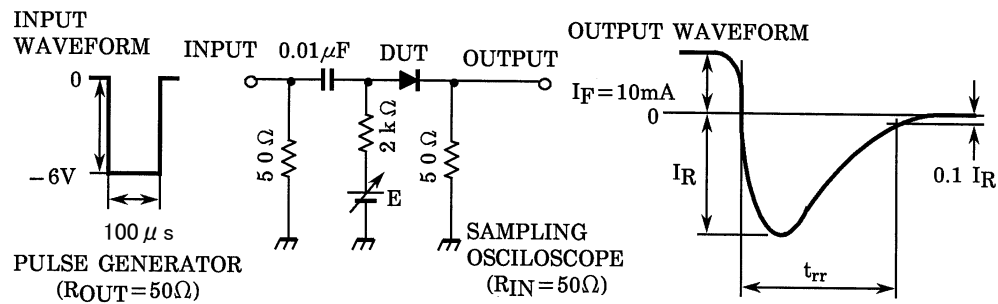 INPUT
WAVEFORM
0
−6V
100 μ s
PULSE GENERATOR
(ROUT=50Ω)
INPUT
0.01μF
DUT
OUTPUT
50Ω
2kΩ
E
50Ω
SAMPLING
OSCILOSCOPE
(RIN=50Ω)
OUTPUT WAVEFORM
IF=10mA
0
IR
0.1 IR
trr